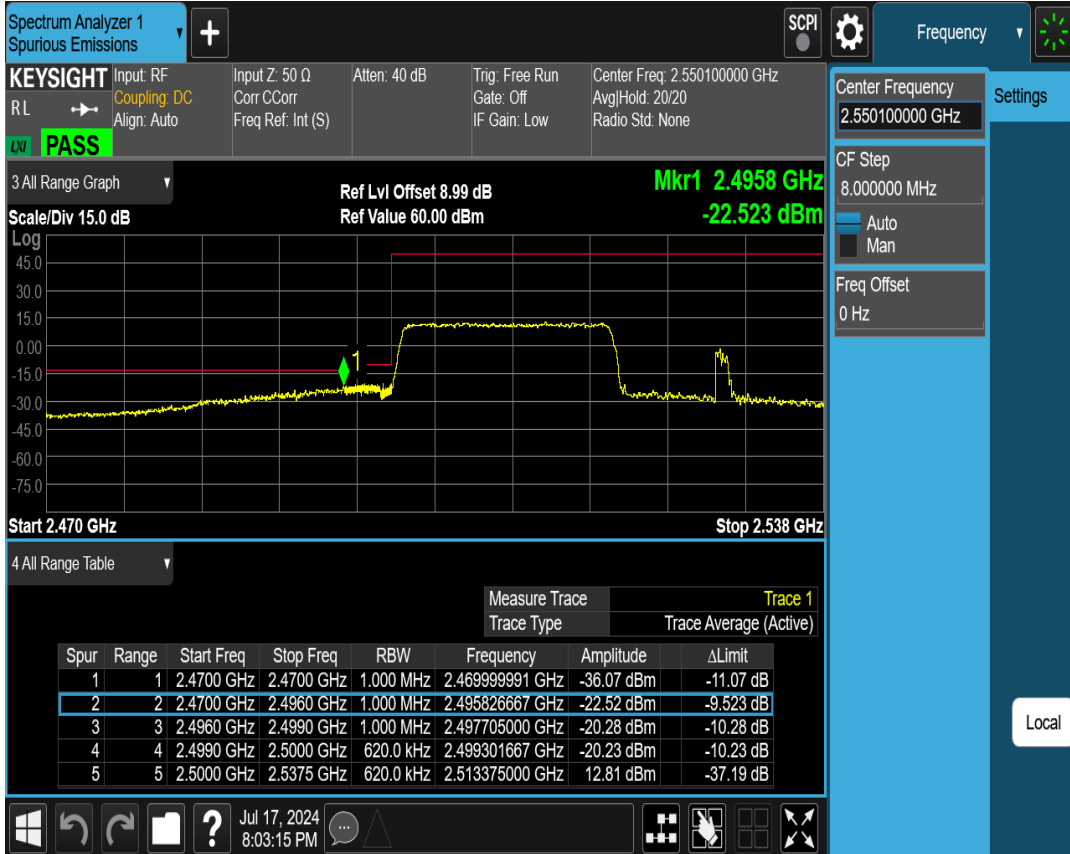 Spectrum Analyzer 1
Spurious Emissions
+
SCPI
Frequency
KEYSIGHT
RL
LXI
PASS
Input: RF
Coupling: DC
Align: Auto
Input Z: 50 Ω
Corr CCorr
Freq Ref: Int (S)
Atten: 40 dB
Trig: Free Run
Gate: Off
IF Gain: Low
Center Freq: 2.550100000 GHz
Avg|Hold: 20/20
Radio Std: None
Center Frequency
2.550100000 GHz
Settings
CF Step
8.000000 MHz
Auto
Man
Freq Offset
0 Hz
Local
3 All Range Graph
Scale/Div 15.0 dB
Ref Lvl Offset 8.99 dB
Ref Value 60.00 dBm
Mkr1 2.4958 GHz
-22.523 dBm
Log
45.0
30.0
15.0
0.00
-15.0
-30.0
-45.0
-60.0
-75.0
1
Start 2.470 GHz Stop 2.538 GHz
4 All Range Table
Measure Trace Trace 1
Trace Type Trace Average (Active)
Spur Range Start Freq Stop Freq RBW Frequency Amplitude ΔLimit
1 1 2.4700 GHz 2.4700 GHz 1.000 MHz 2.469999991 GHz -36.07 dBm -11.07 dB
2 2 2.4700 GHz 2.4960 GHz 1.000 MHz 2.495826667 GHz -22.52 dBm -9.523 dB
3 3 2.4960 GHz 2.4990 GHz 1.000 MHz 2.497705000 GHz -20.28 dBm -10.28 dB
4 4 2.4990 GHz 2.5000 GHz 620.0 kHz 2.499301667 GHz -20.23 dBm -10.23 dB
5 5 2.5000 GHz 2.5375 GHz 620.0 kHz 2.513375000 GHz 12.81 dBm -37.19 dB
?
Jul 17, 2024
8:03:15 PM